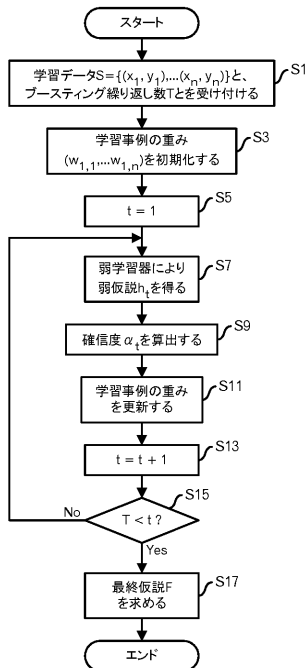 スタート
学習データS={(x₁, y₁),...(xₙ, yₙ)}と、
ブースティング繰り返し数Tとを受け付ける
S1
学習事例の重み
(w₁,₁,...w₁,ₙ)を初期化する
S3
t = 1
S5
弱学習器により
弱仮説hₜを得る
S7
確信度αₜを算出する
S9
学習事例の重み
を更新する
S11
t = t + 1
S13
T < t ?
S15
No
Yes
最終仮説F
を求める
S17
エンド